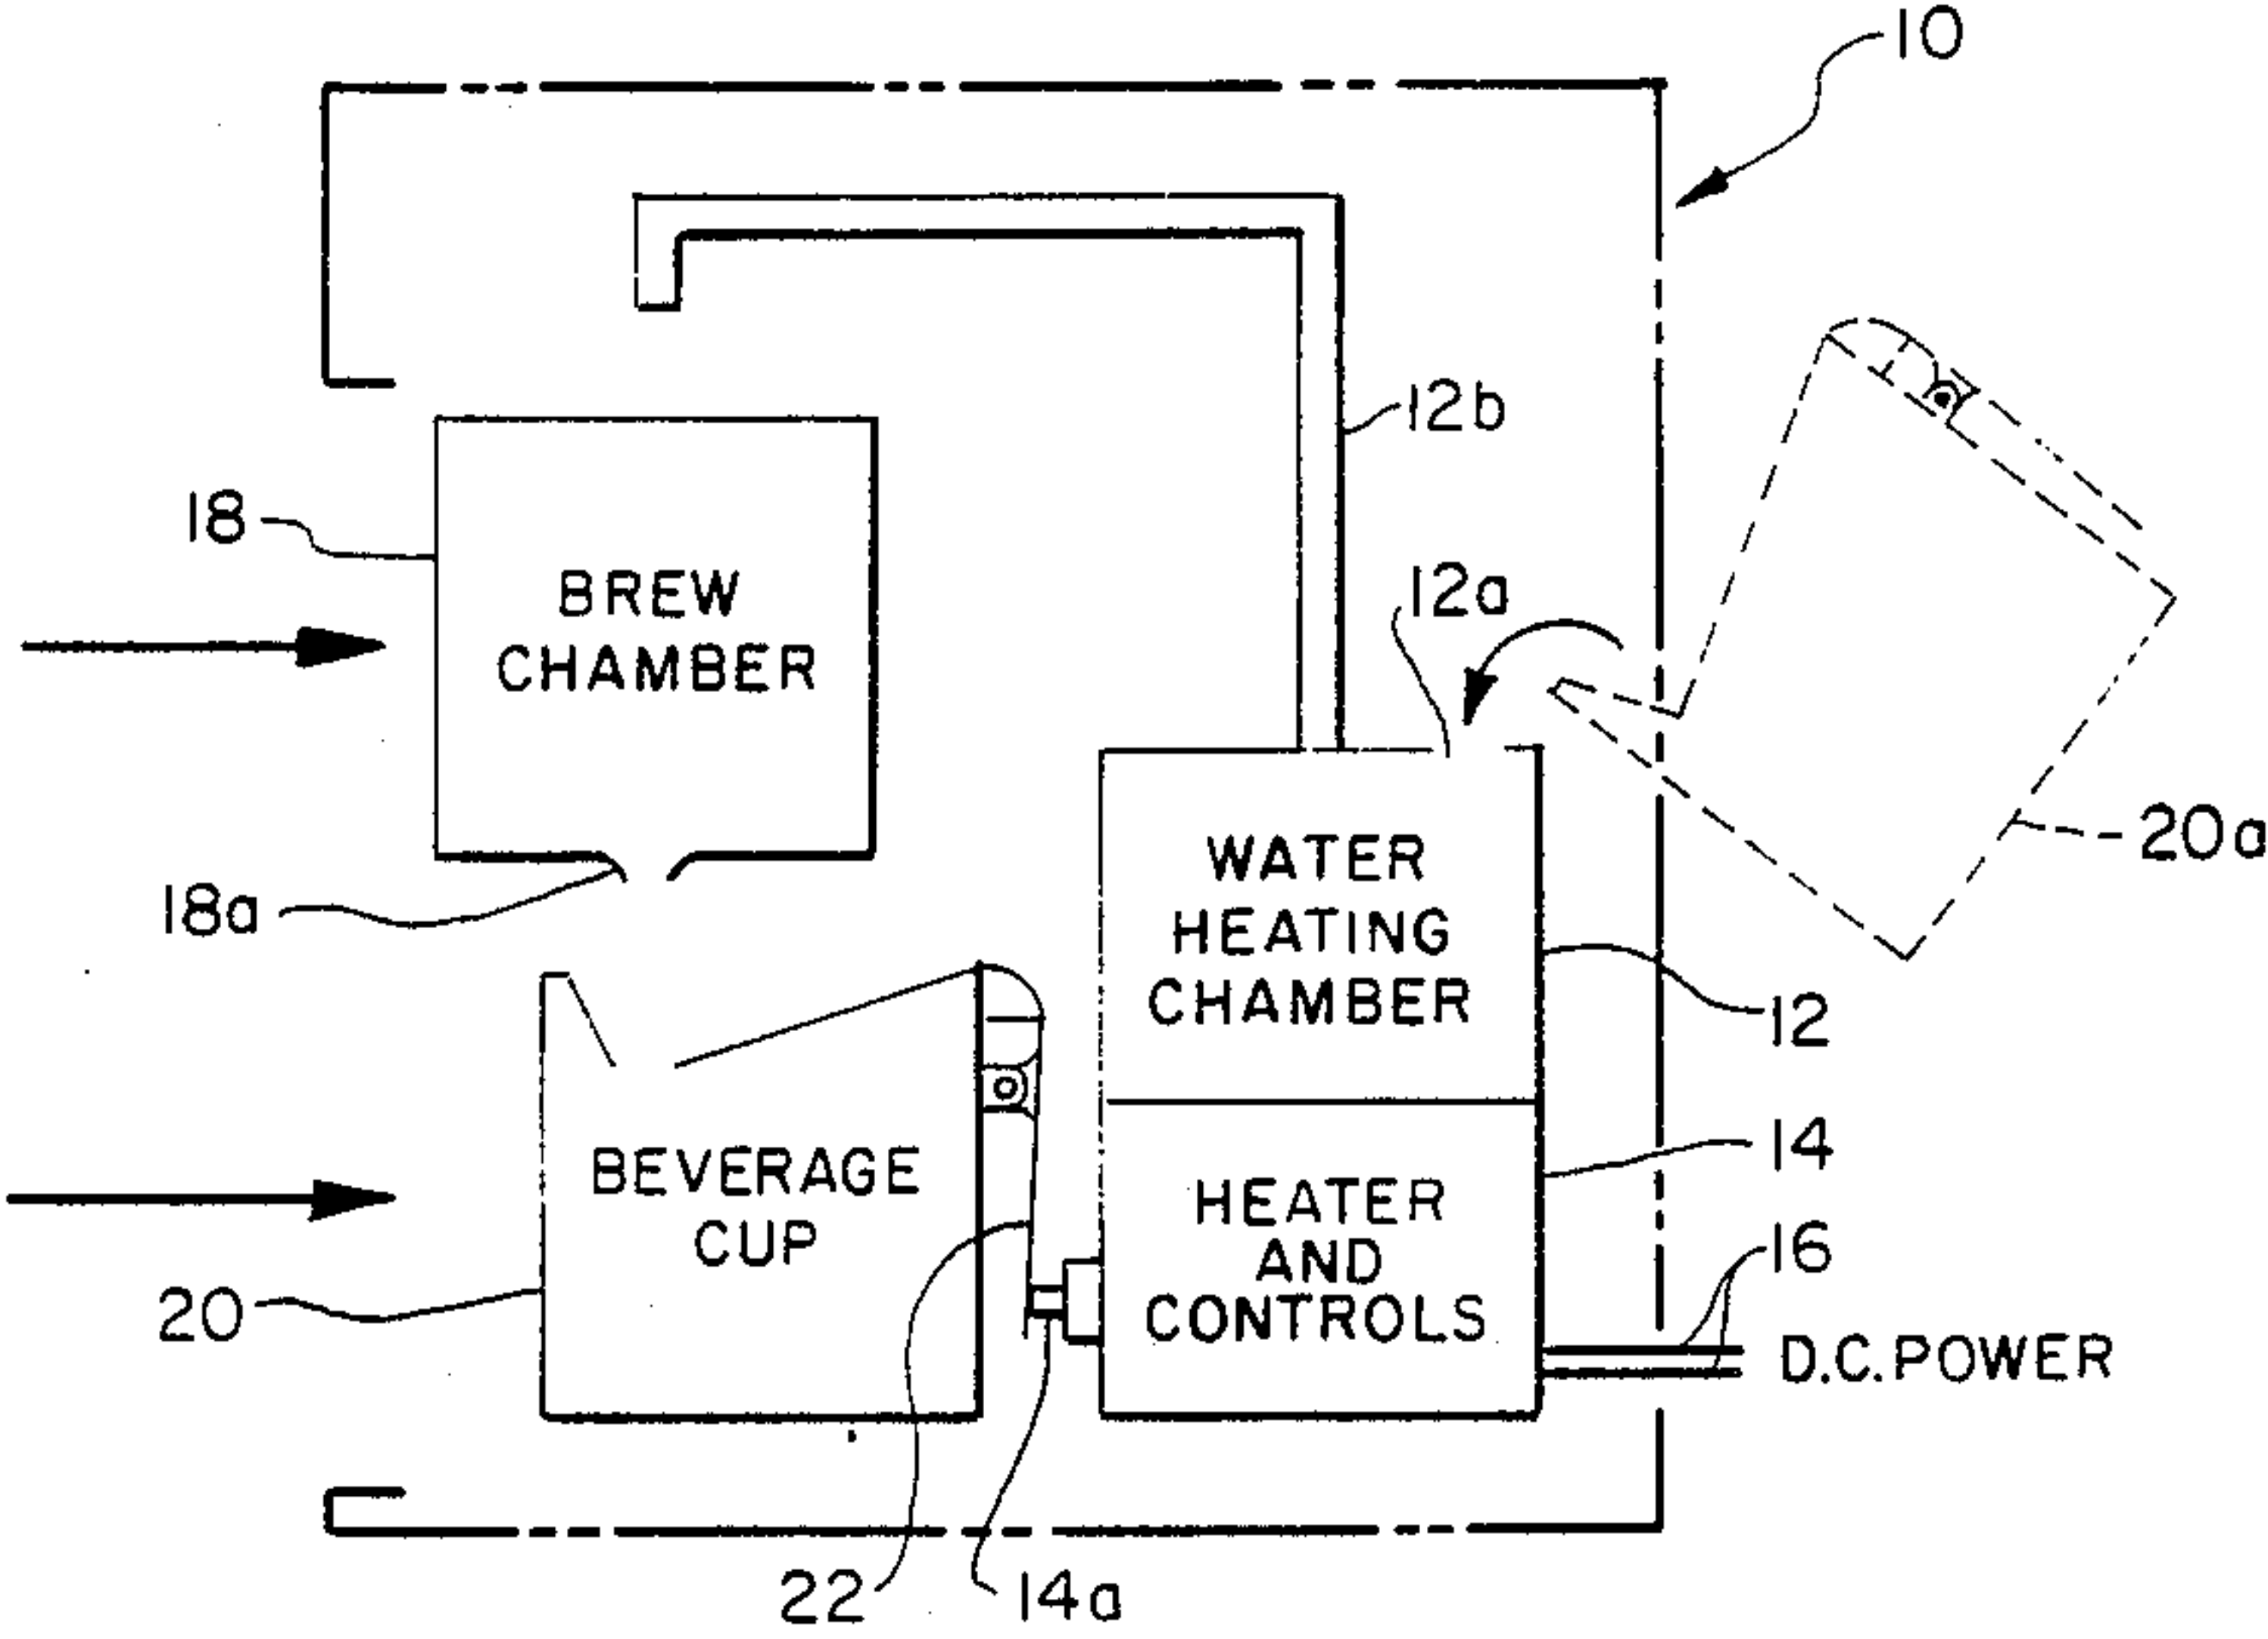 10
12b
18
12a
BREW
CHAMBER
20a
WATER
HEATING
CHAMBER
18a
12
BEVERAGE
CUP
14
HEATER
AND
CONTROLS
16
20
D.C. POWER
22
14a